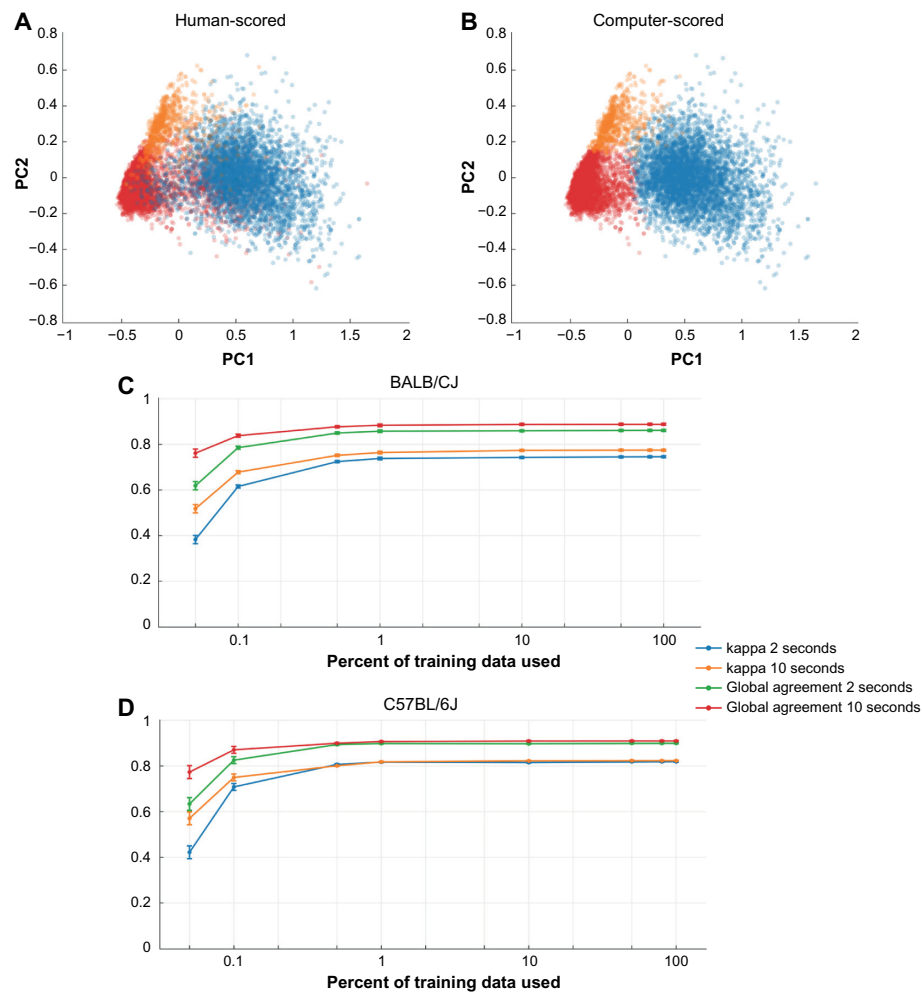 A
Human-scored
0.8
0.6
0.4
0.2
0
−0.2
−0.4
−0.6
−0.8
PC2
−1
−0.5
0
0.5
1
1.5
2
PC1
B
Computer-scored
0.8
0.6
0.4
0.2
0
−0.2
−0.4
−0.6
−0.8
PC2
−1
−0.5
0
0.5
1
1.5
2
PC1
C
BALB/CJ
1
0.8
0.6
0.4
0.2
0
0.1
1
10
100
Percent of training data used
kappa 2 seconds
kappa 10 seconds
Global agreement 2 seconds
Global agreement 10 seconds
D
C57BL/6J
1
0.8
0.6
0.4
0.2
0
0.1
1
10
100
Percent of training data used